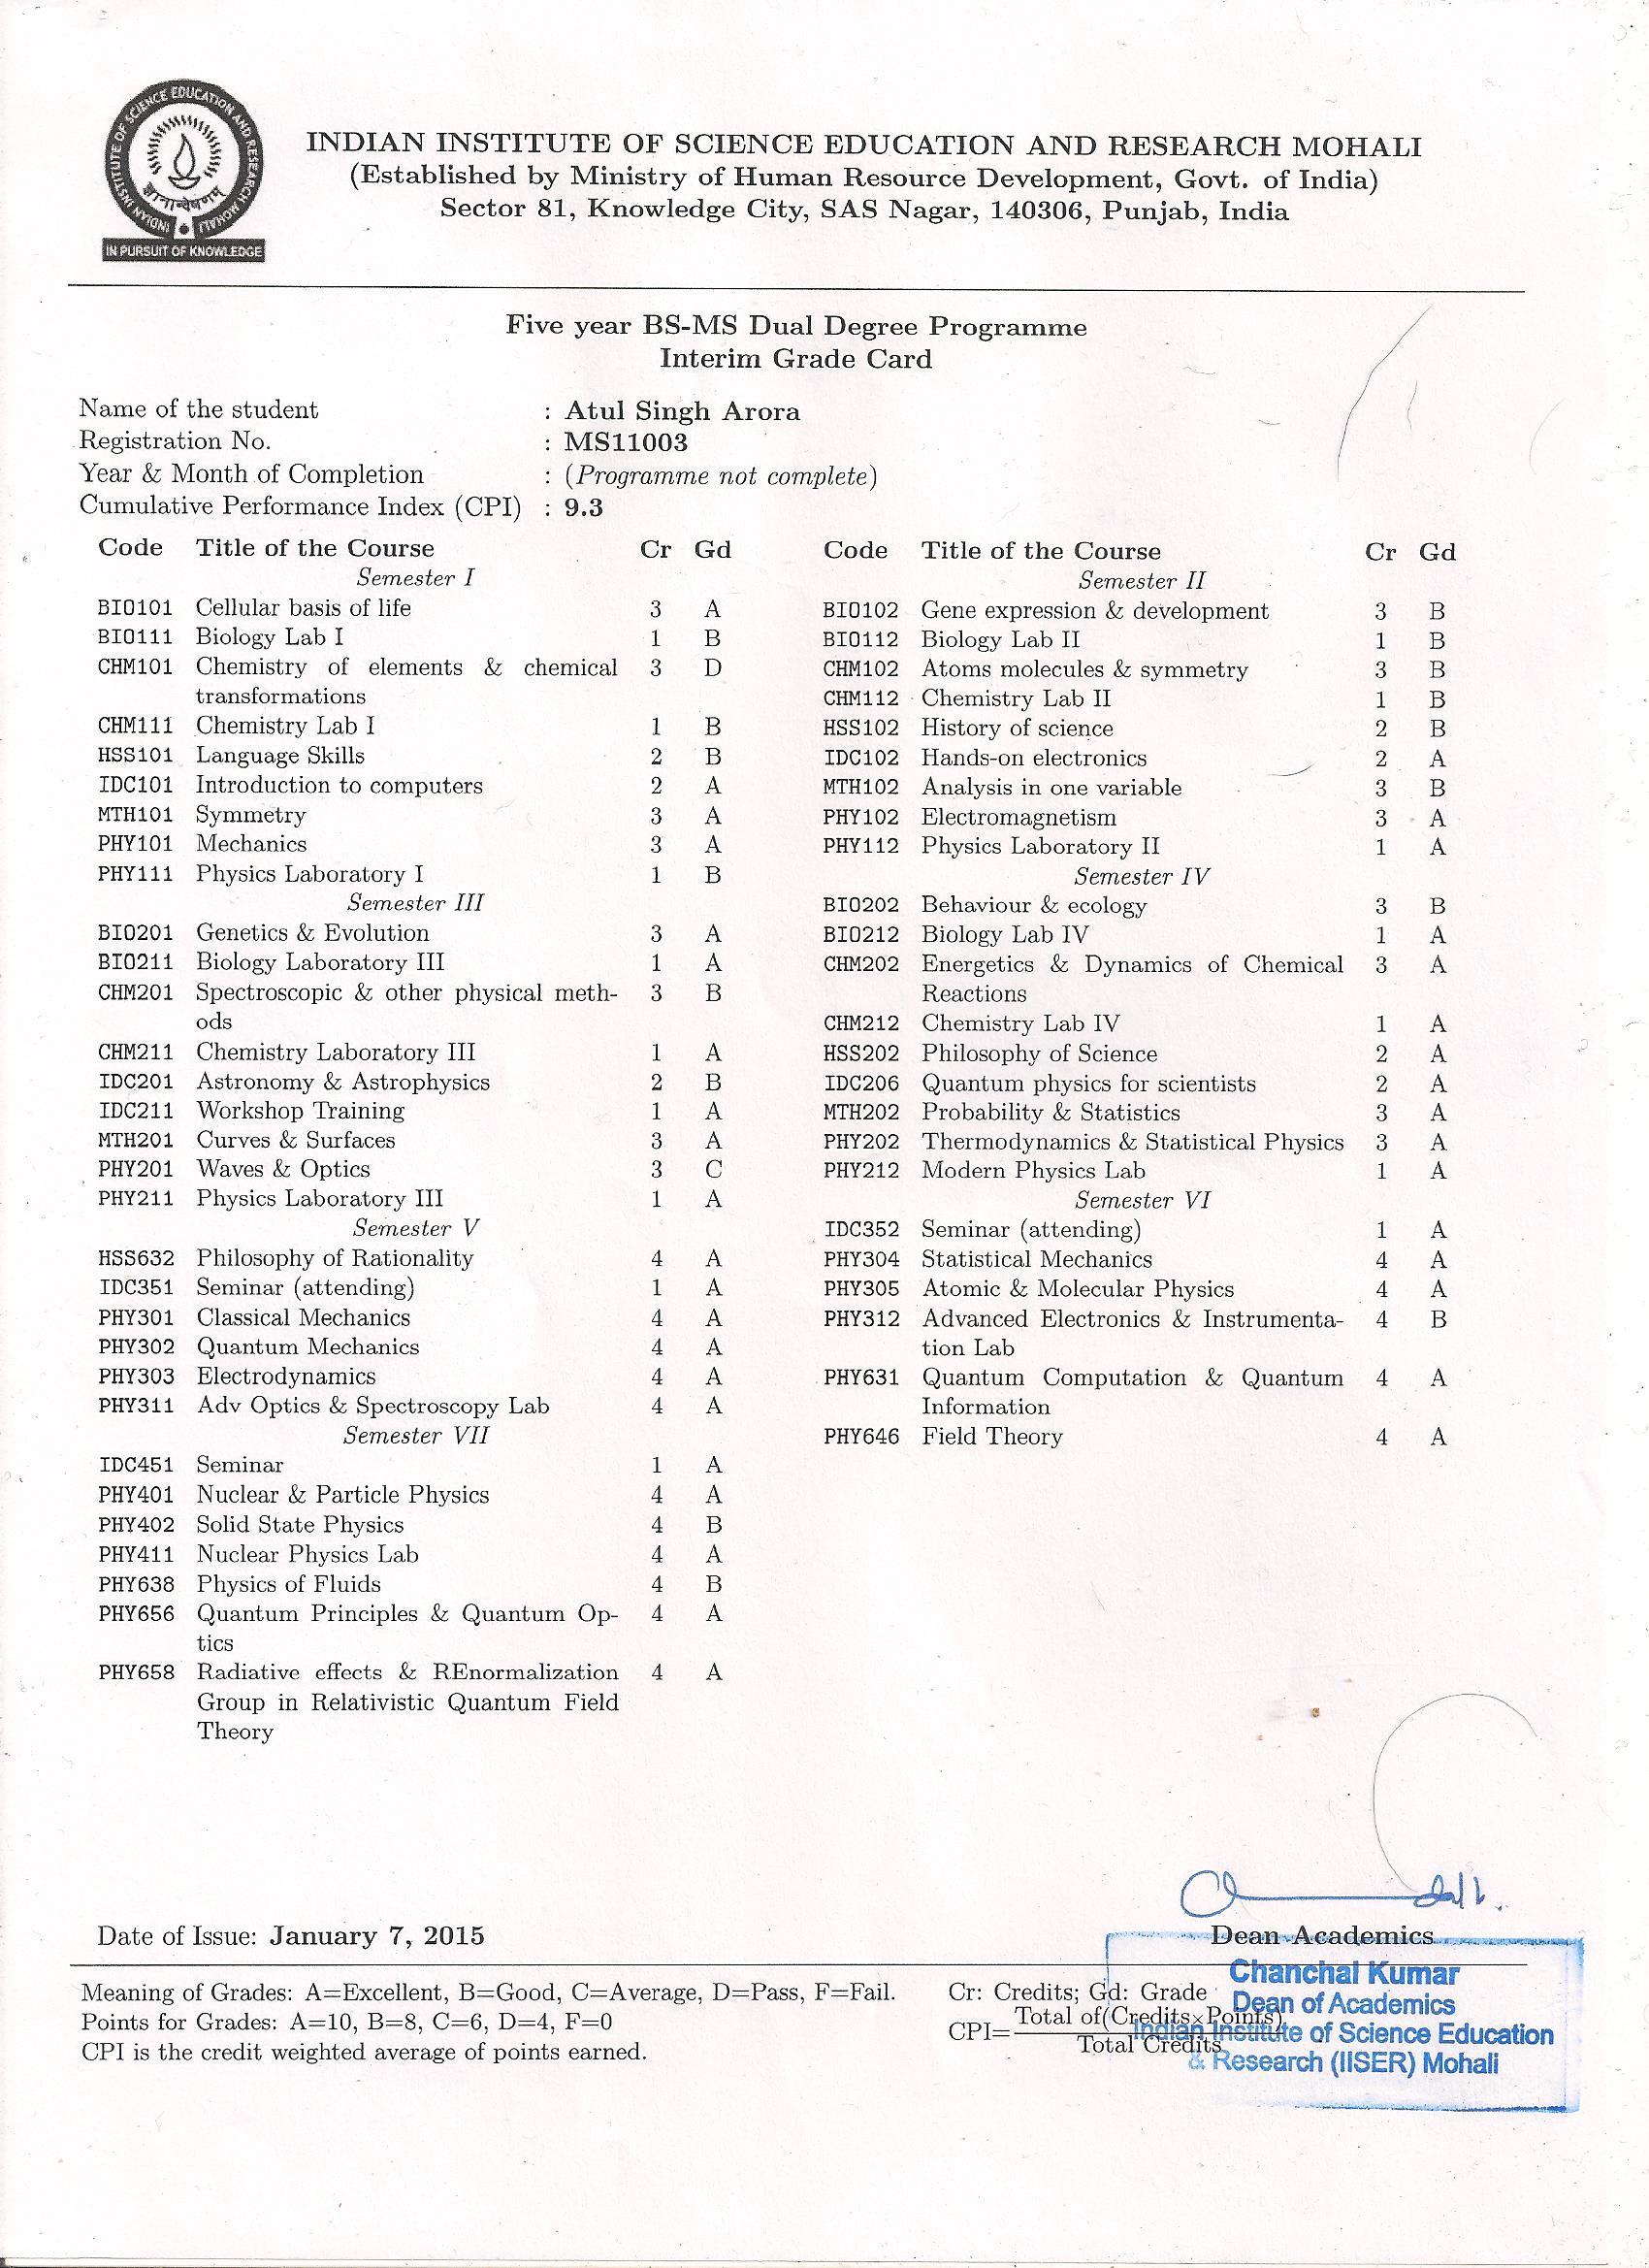 INDIAN INSTITUTE OF SCIENCE EDUCATION AND RESEARCH MOHALI
IN PURSUIT OF KNOWLEDGE
INDIAN INSTITUTE OF SCIENCE EDUCATION AND RESEARCH MOHALI
(Established by Ministry of Human Resource Development, Govt. of India)
Sector 81, Knowledge City, SAS Nagar, 140306, Punjab, India
Five year BS-MS Dual Degree Programme
Interim Grade Card
Name of the student : Atul Singh Arora
Registration No. : MS11003
Year & Month of Completion : (Programme not complete)
Cumulative Performance Index (CPI) : 9.3
Code Title of the Course Cr Gd
Semester I
BIO101 Cellular basis of life 3 A
BIO111 Biology Lab I 1 B
CHM101 Chemistry of elements & chemical 3 D
transformations
CHM111 Chemistry Lab I 1 B
HSS101 Language Skills 2 B
IDC101 Introduction to computers 2 A
MTH101 Symmetry 3 A
PHY101 Mechanics 3 A
PHY111 Physics Laboratory I 1 B
Semester III
BIO201 Genetics & Evolution 3 A
BIO211 Biology Laboratory III 1 A
CHM201 Spectroscopic & other physical meth- 3 B
ods
CHM211 Chemistry Laboratory III 1 A
IDC201 Astronomy & Astrophysics 2 B
IDC211 Workshop Training 1 A
MTH201 Curves & Surfaces 3 A
PHY201 Waves & Optics 3 C
PHY211 Physics Laboratory III 1 A
Semester V
HSS632 Philosophy of Rationality 4 A
IDC351 Seminar (attending) 1 A
PHY301 Classical Mechanics 4 A
PHY302 Quantum Mechanics 4 A
PHY303 Electrodynamics 4 A
PHY311 Adv Optics & Spectroscopy Lab 4 A
Semester VII
IDC451 Seminar 1 A
PHY401 Nuclear & Particle Physics 4 A
PHY402 Solid State Physics 4 B
PHY411 Nuclear Physics Lab 4 A
PHY638 Physics of Fluids 4 B
PHY656 Quantum Principles & Quantum Op- 4 A
tics
PHY658 Radiative effects & REnormalization 4 A
Group in Relativistic Quantum Field
Theory
Code Title of the Course Cr Gd
Semester II
BIO102 Gene expression & development 3 B
BIO112 Biology Lab II 1 B
CHM102 Atoms molecules & symmetry 3 B
CHM112 Chemistry Lab II 1 B
HSS102 History of science 2 B
IDC102 Hands-on electronics 2 A
MTH102 Analysis in one variable 3 B
PHY102 Electromagnetism 3 A
PHY112 Physics Laboratory II 1 A
Semester IV
BIO202 Behaviour & ecology 3 B
BIO212 Biology Lab IV 1 A
CHM202 Energetics & Dynamics of Chemical 3 A
Reactions
CHM212 Chemistry Lab IV 1 A
HSS202 Philosophy of Science 2 A
IDC206 Quantum physics for scientists 2 A
MTH202 Probability & Statistics 3 A
PHY202 Thermodynamics & Statistical Physics 3 A
PHY212 Modern Physics Lab 1 A
Semester VI
IDC352 Seminar (attending) 1 A
PHY304 Statistical Mechanics 4 A
PHY305 Atomic & Molecular Physics 4 A
PHY312 Advanced Electronics & Instrumenta- 4 B
tion Lab
PHY631 Quantum Computation & Quantum 4 A
Information
PHY646 Field Theory 4 A
Date of Issue: January 7, 2015
Dean Academics
Meaning of Grades: A=Excellent, B=Good, C=Average, D=Pass, F=Fail.
Points for Grades: A=10, B=8, C=6, D=4, F=0
CPI is the credit weighted average of points earned.
Cr: Credits; Gd: Grade
CPI= Total of(Credits×Points)
Total Credits
Chanchal Kumar
Dean of Academics
Indian Institute of Science Education
& Research (IISER) Mohali